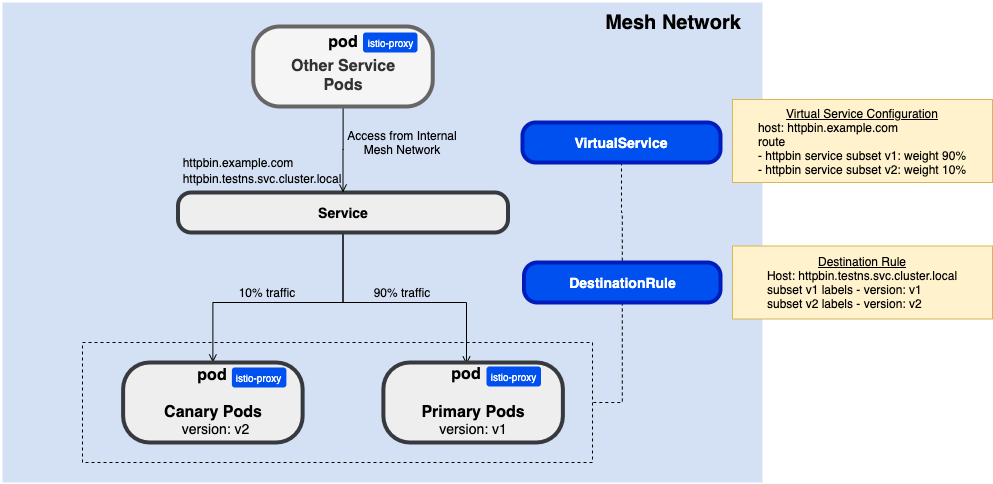 Mesh Network
pod istio-proxy
Other Service
Pods
Access from Internal
Mesh Network
httpbin.example.com
httpbin.testns.svc.cluster.local
Service
10% traffic
90% traffic
pod istio-proxy
Canary Pods
version: v2
pod istio-proxy
Primary Pods
version: v1
VirtualService
DestinationRule
Virtual Service Configuration
host: httpbin.example.com
route
- httpbin service subset v1: weight 90%
- httpbin service subset v2: weight 10%
Destination Rule
Host: httpbin.testns.svc.cluster.local
subset v1 labels - version: v1
subset v2 labels - version: v2